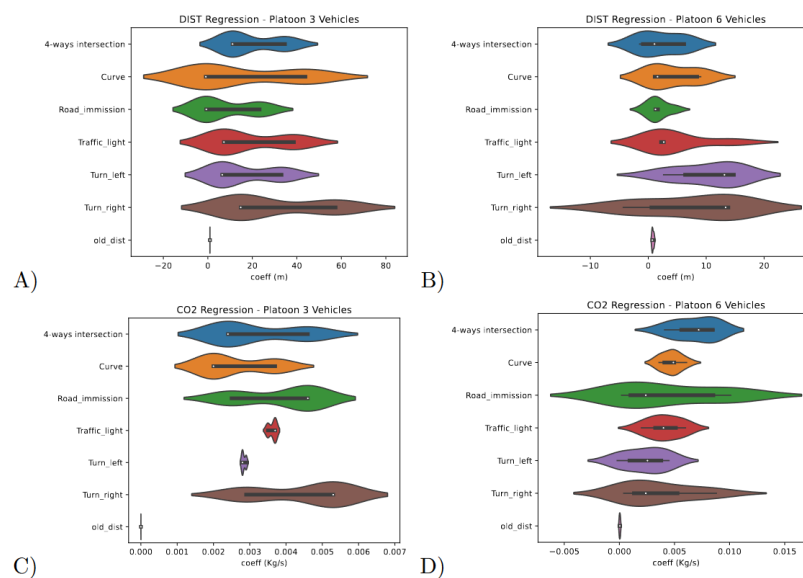 DIST Regression - Platoon 3 Vehicles
4-ways intersection
Curve
Road_immission
Traffic_light
Turn_left
Turn_right
old_dist
−20 0 20 40 60 80
coeff (m)
A)
DIST Regression - Platoon 6 Vehicles
4-ways intersection
Curve
Road_immission
Traffic_light
Turn_left
Turn_right
old_dist
−10 0 10 20
coeff (m)
B)
CO2 Regression - Platoon 3 Vehicles
4-ways intersection
Curve
Road_immission
Traffic_light
Turn_left
Turn_right
old_dist
0.000 0.001 0.002 0.003 0.004 0.005 0.006 0.007
coeff (Kg/s)
C)
CO2 Regression - Platoon 6 Vehicles
4-ways intersection
Curve
Road_immission
Traffic_light
Turn_left
Turn_right
old_dist
−0.005 0.000 0.005 0.010 0.015
coeff (Kg/s)
D)